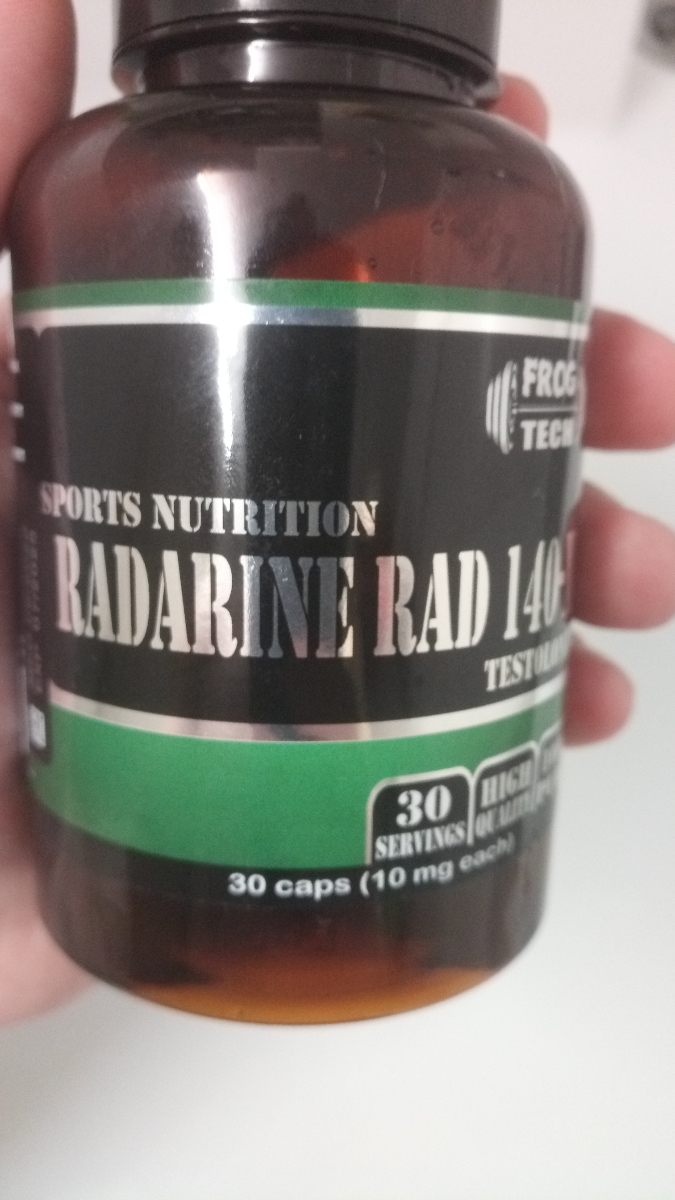 FROG
TECH
SPORTS NUTRITION
RADARINE RAD 140
30
SERVINGS
HIGH
QUALITY
30 caps (10 mg each)